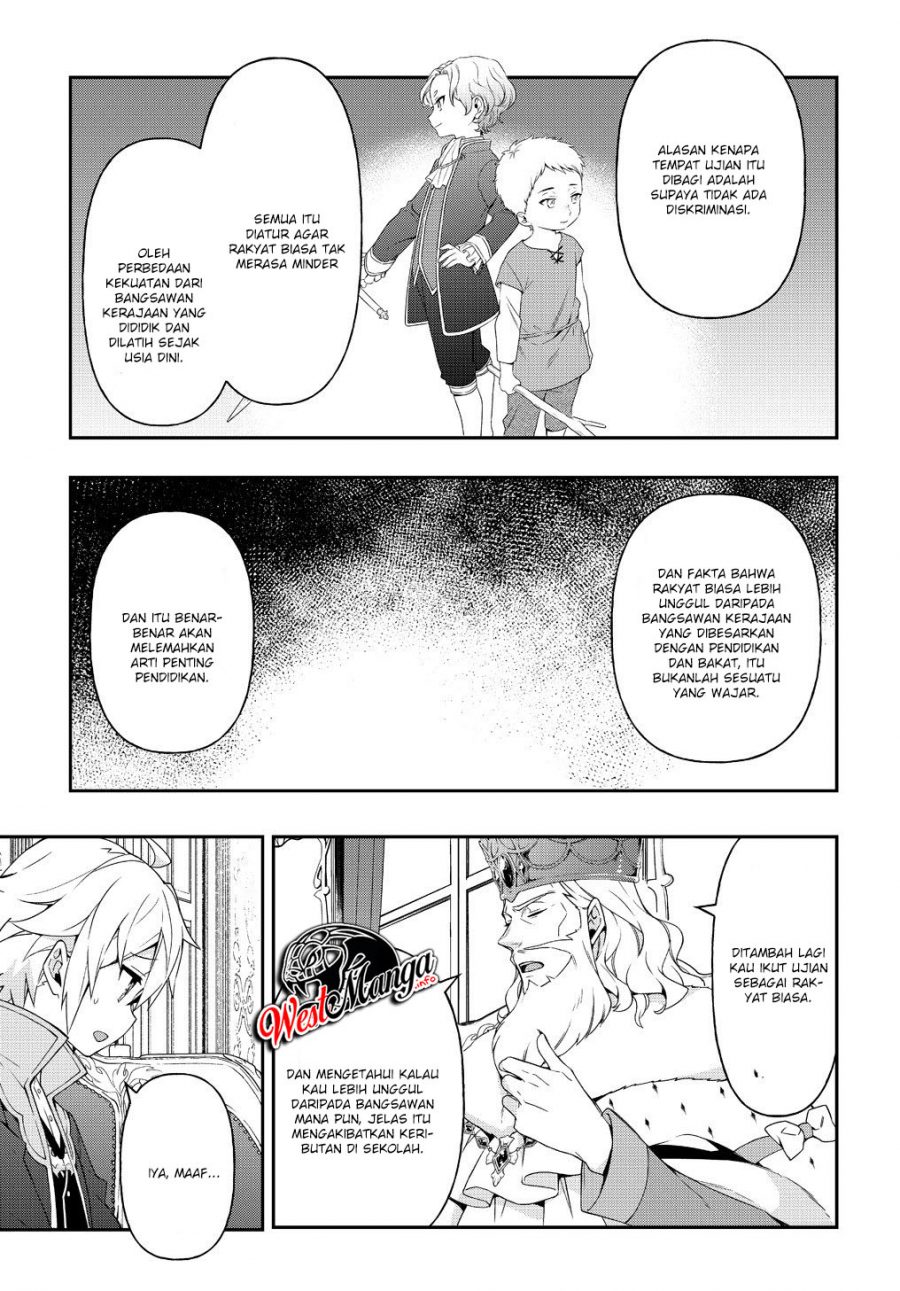 ALASAN KENAPA
TEMPAT UJIAN ITU
DIBAGI ADALAH
SUPAYA TIDAK ADA
DISKRIMINASI.
SEMUA ITU
DIATUR AGAR
RAKYAT BIASA TAK
MERASA MINDER
OLEH
PERBEDAAN
KEKUATAN DARI
BANGSAWAN
KERAJAAN YANG
DIDIDIK DAN
DILATIH SEJAK
USIA DINI.
DAN FAKTA BAHWA
RAKYAT BIASA LEBIH
UNGGUL DARIPADA
BANGSAWAN KERAJAAN
YANG DIBESARKAN
DENGAN PENDIDIKAN
DAN BAKAT, ITU
BUKANLAH SESUATU
YANG WAJAR.
DAN ITU BENAR-
BENAR AKAN
MELEMAHKAN
ARTI PENTING
PENDIDIKAN.
DITAMBAH LAGI
KAU IKUT UJIAN
SEBAGAI RAK-
YAT BIASA.
WestManga
.info
DAN MENGETAHUI KALAU
KAU LEBIH UNGGUL
DARIPADA BANGSAWAN
MANA PUN, JELAS ITU
MENGAKIBATKAN KERI-
BUTAN DI SEKOLAH.
IYA, MAAF...